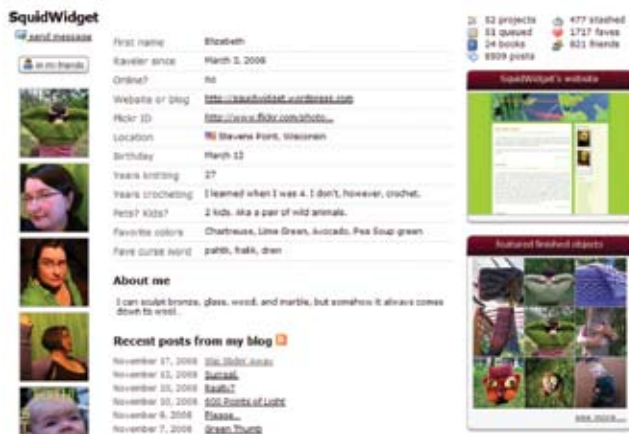 SquidWidget
send message
in my friends
First name Elizabeth
Raveler since March 3, 2008
Online? no
Website or blog http://squidwidget.wordpress.com
Flickr ID http://www.flickr.com/photo...
Location Stevens Point, Wisconsin
Birthday March 12
Years knitting 27
Years crocheting I learned when I was 4. I don't, however, crochet.
Pets? Kids? 2 kids. Aka a pair of wild animals.
Favorite colors Chartreuse, Lime Green, Avocado, Pea Soup green
Fave curse word frakk, dren
About me
I can sculpt bronze, glass, wood, and marble, but somehow it always comes
down to wool.
Recent posts from my blog
November 17, 2008 Away
November 12, 2008 Surreal.
November 10, 2008 Really?
November 10, 2008 600 Points of Light
November 9, 2008 Please...
November 7, 2008 Green Thumb
52 projects
51 queued
24 books
posts
477 stashed
1717 faves
821 friends
SquidWidget's website
Featured finished objects
see more...